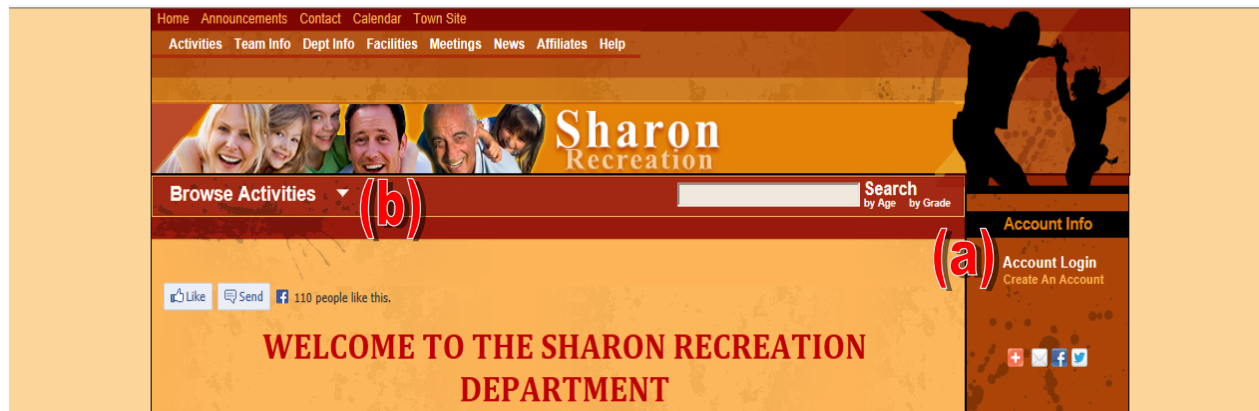 Home Announcements Contact Calendar Town Site
Activities Team Info Dept Info Facilities Meetings News Affiliates Help
Sharon
Recreation
Browse Activities
(b)
Search
by Age by Grade
Account Info
(a)
Account Login
Create An Account
Like Send f 110 people like this.
WELCOME TO THE SHARON RECREATION
DEPARTMENT